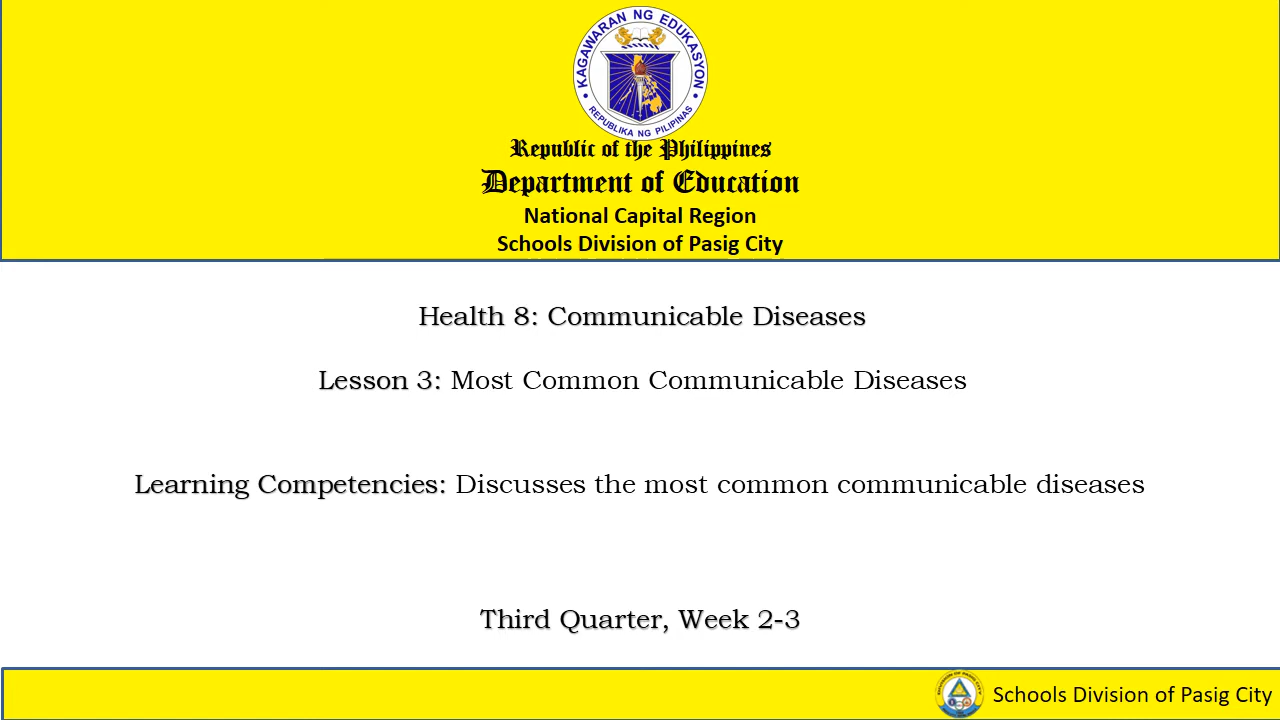 KAGAWARAN NG EDUKASYON
REPUBLIKA NG PILIPINAS
Republic of the Philippines
Department of Education
National Capital Region
Schools Division of Pasig City
Health 8: Communicable Diseases
Lesson 3: Most Common Communicable Diseases
Learning Competencies: Discusses the most common communicable diseases
Third Quarter, Week 2-3
Schools Division of Pasig City